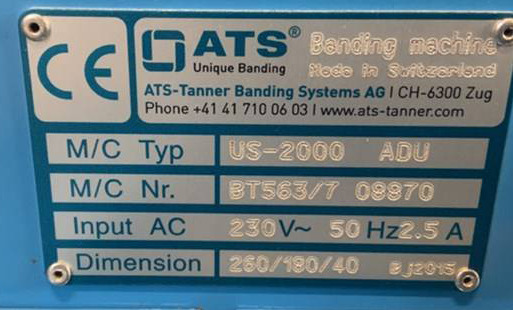 CE ATS® Banding machine
Unique Banding Made in Switzerland
ATS-Tanner Banding Systems AG | CH-6300 Zug
Phone +41 41 710 06 03 | www.ats-tanner.com
M/C Typ US-2000 ADU
M/C Nr. BT563/7 08870
Input AC 230V~ 50 Hz 2.5 A
Dimension 260/190/40 Bj2015